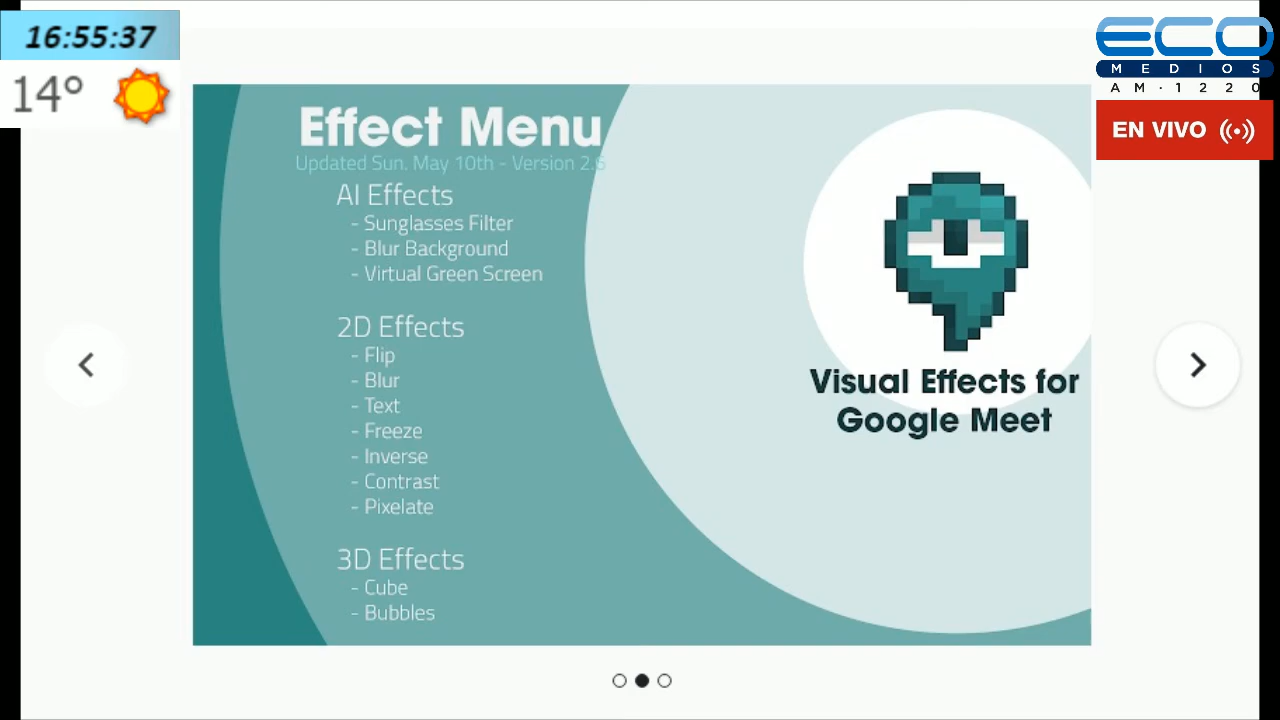 16:55:37
14°
ECO
MEDIOS
AM·1220
EN VIVO
Effect Menu
Updated Sun. May 10th - Version 2.6
AI Effects
- Sunglasses Filter
- Blur Background
- Virtual Green Screen
2D Effects
- Flip
- Blur
- Text
- Freeze
- Inverse
- Contrast
- Pixelate
3D Effects
- Cube
- Bubbles
Visual Effects for
Google Meet